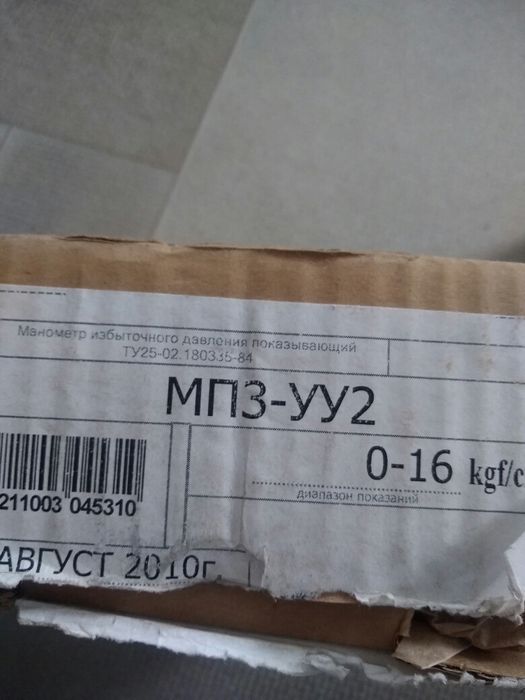 Манометр избыточного давления показывающий
ТУ25-02.180335-84
МПЗ-УУ2
0-16 kgf/c
диапазон показаний
211003 045310
АВГУСТ 2010г.